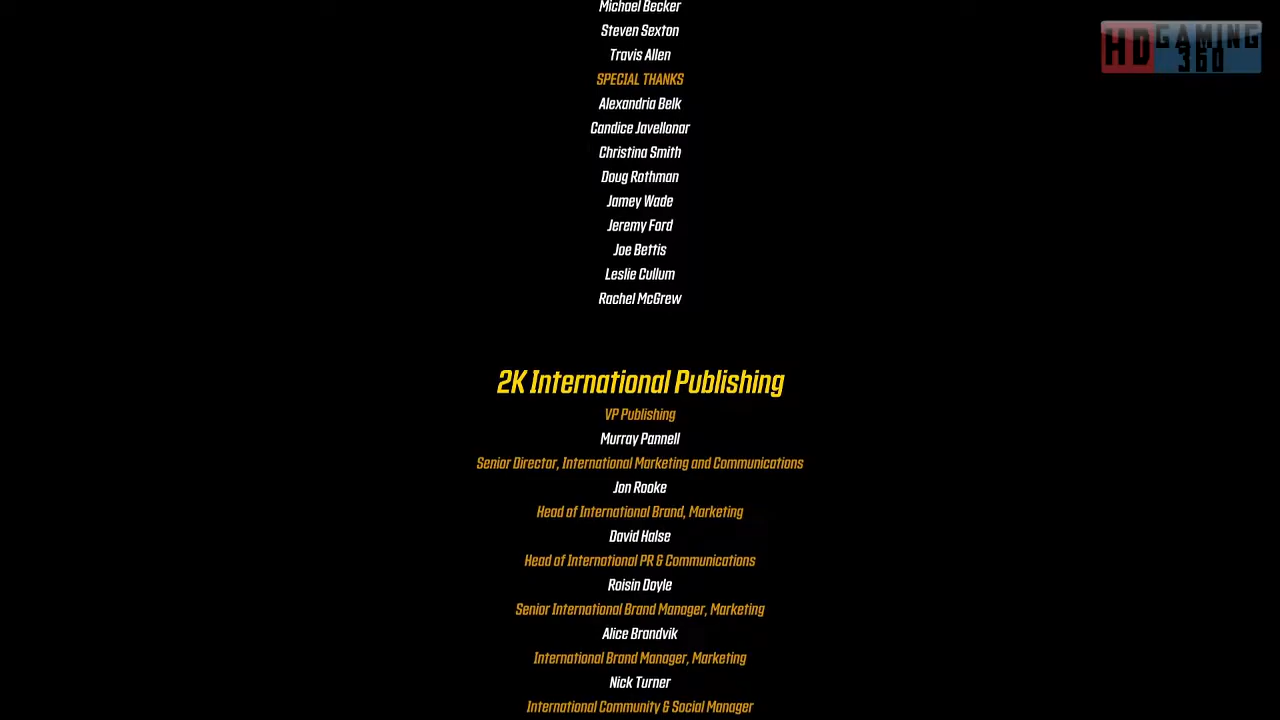 Michael Becker
Steven Sexton
Travis Allen
SPECIAL THANKS
Alexandria Belk
Candice Javellonar
Christina Smith
Doug Rothman
Jamey Wade
Jeremy Ford
Joe Bettis
Leslie Cullum
Rachel McGrew
2K International Publishing
VP Publishing
Murray Pannell
Senior Director, International Marketing and Communications
Jon Rooke
Head of International Brand, Marketing
David Halse
Head of International PR & Communications
Roisin Doyle
Senior International Brand Manager, Marketing
Alice Brandvik
International Brand Manager, Marketing
Nick Turner
International Community & Social Manager
HD GAMING
360